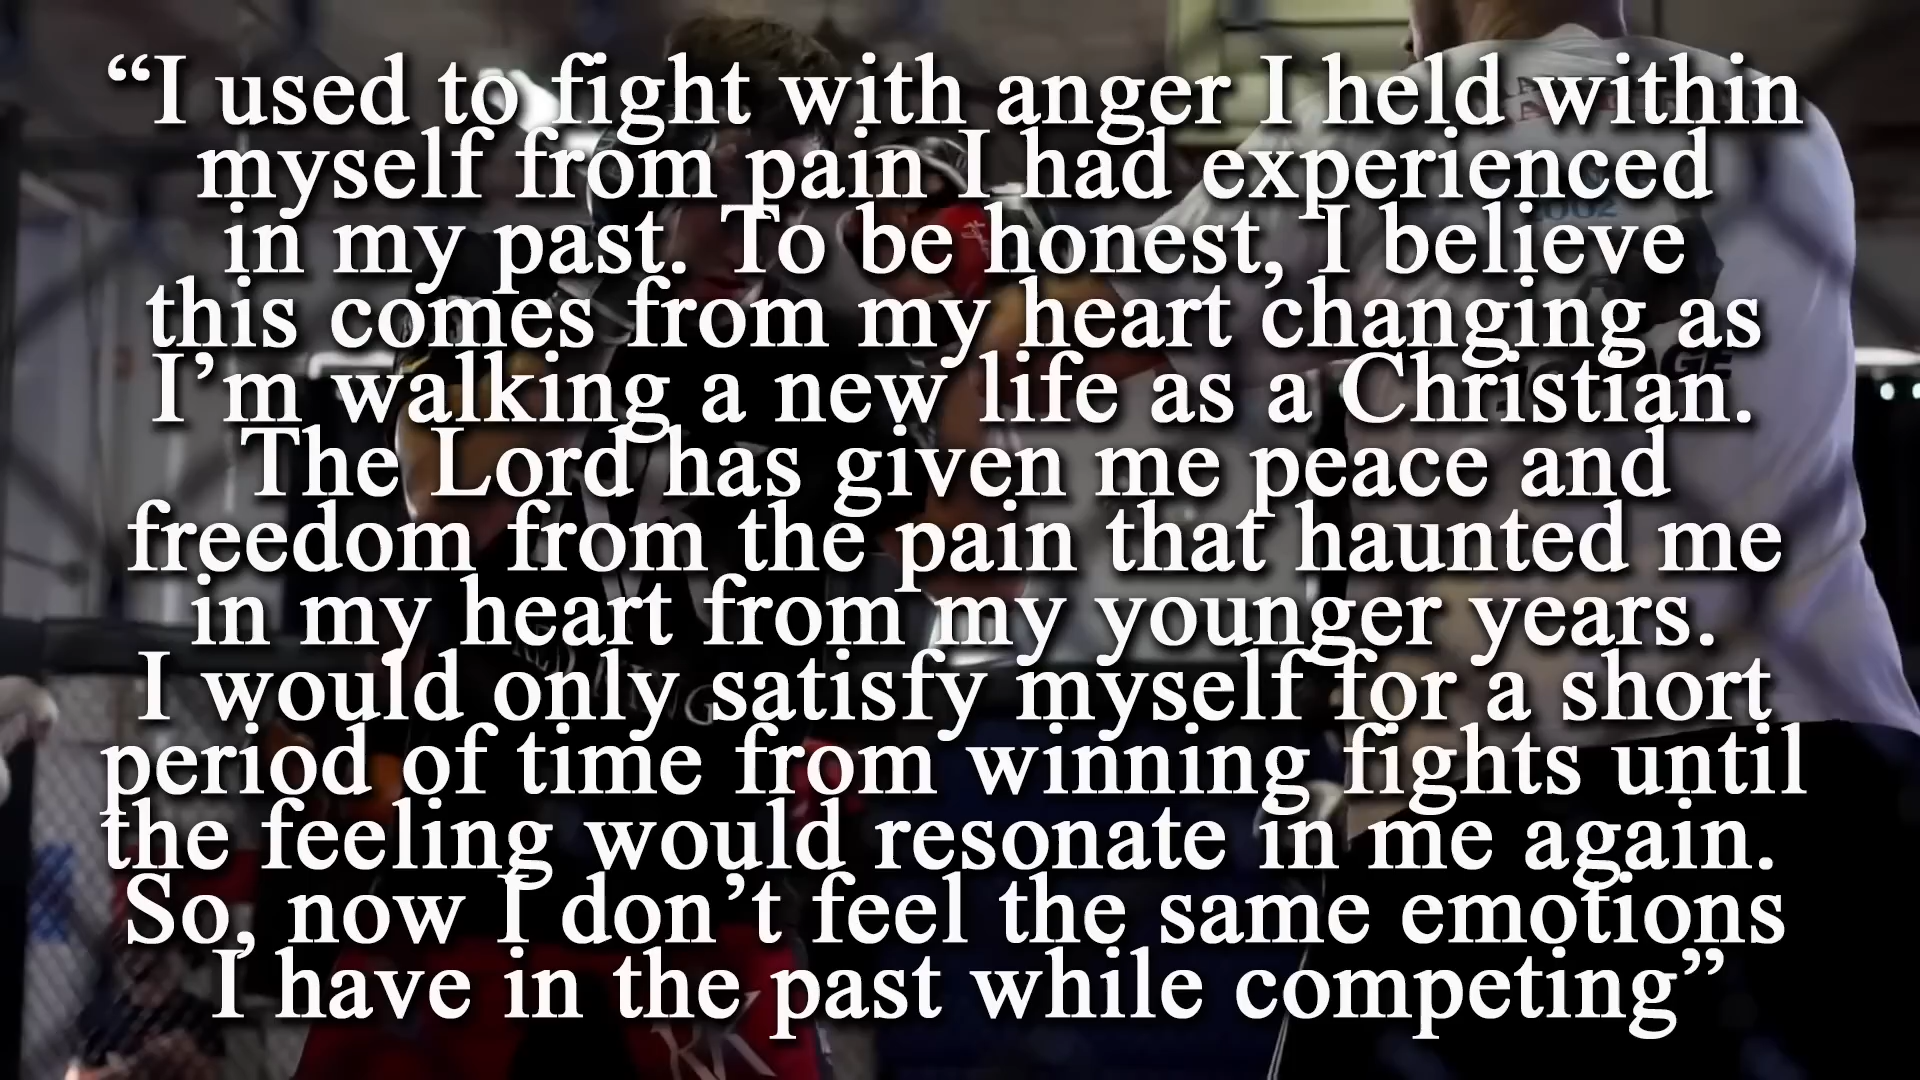 “I used to fight with anger I held within
myself from pain I had experienced
in my past. To be honest, I believe
this comes from my heart changing as
I’m walking a new life as a Christian.
The Lord has given me peace and
freedom from the pain that haunted me
in my heart from my younger years.
I would only satisfy myself for a short
period of time from winning fights until
the feeling would resonate in me again.
So, now I don’t feel the same emotions
I have in the past while competing”
2002
RK